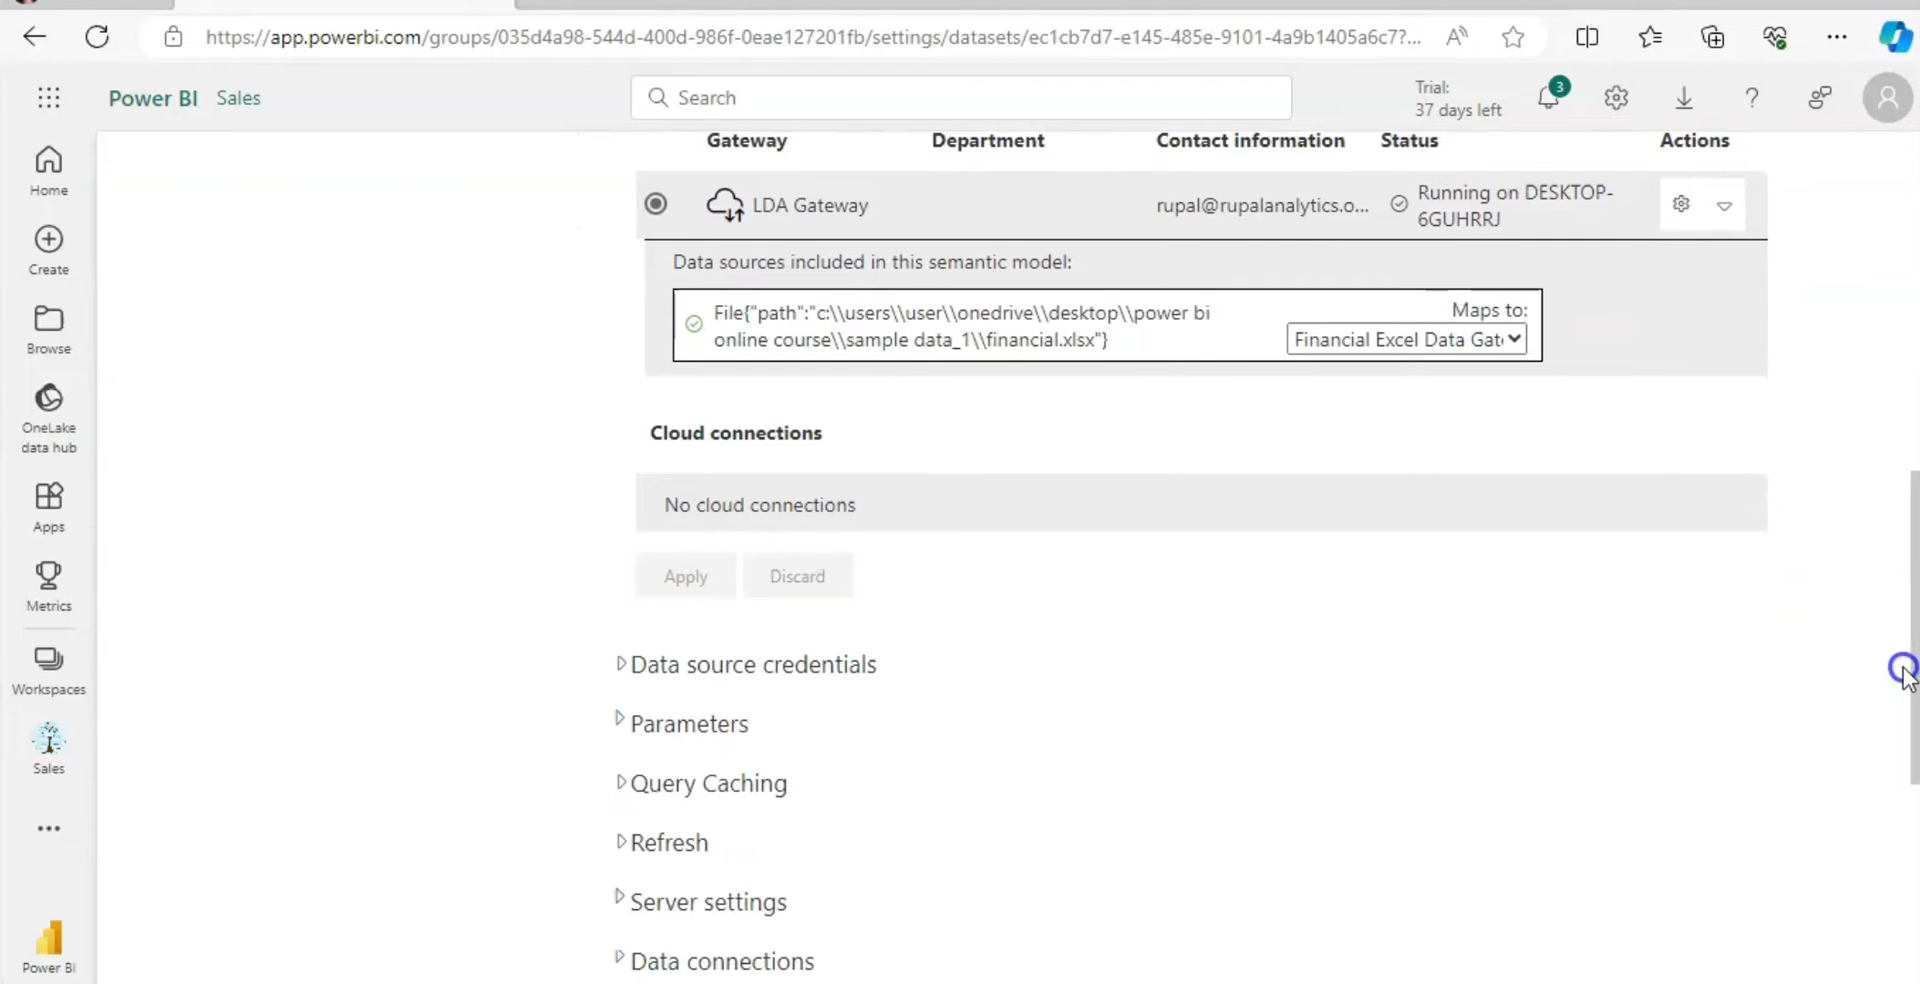 https://app.powerbi.com/groups/035d4a98-544d-400d-986f-0eae127201fb/settings/datasets/ec1cb7d7-e145-485e-9101-4a9b1405a6c7?...
Power BI Sales
Search
Trial:
37 days left
3
Home
Create
Browse
OneLake
data hub
Apps
Metrics
Workspaces
Sales
Power BI
Gateway Department Contact information Status Actions
LDA Gateway rupal@rupalanalytics.o... Running on DESKTOP-
6GUHRRJ
Data sources included in this semantic model:
File{"path":"c:\\users\\user\\onedrive\\desktop\\power bi
online course\\sample data_1\\financial.xlsx"}
Maps to:
Financial Excel Data Gat
Cloud connections
No cloud connections
Apply Discard
Data source credentials
Parameters
Query Caching
Refresh
Server settings
Data connections